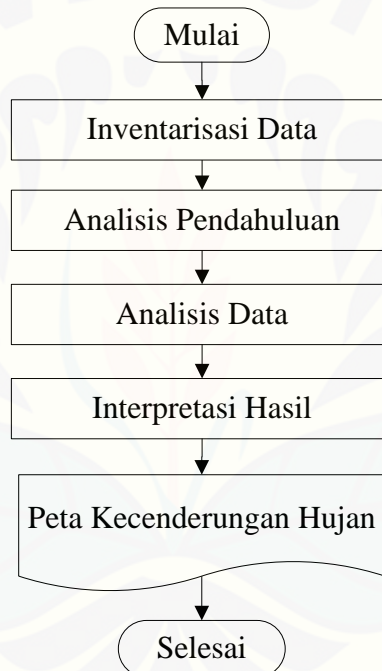 Mulai
Inventarisasi Data
Analisis Pendahuluan
Analisis Data
Interpretasi Hasil
Peta Kecenderungan Hujan
Selesai